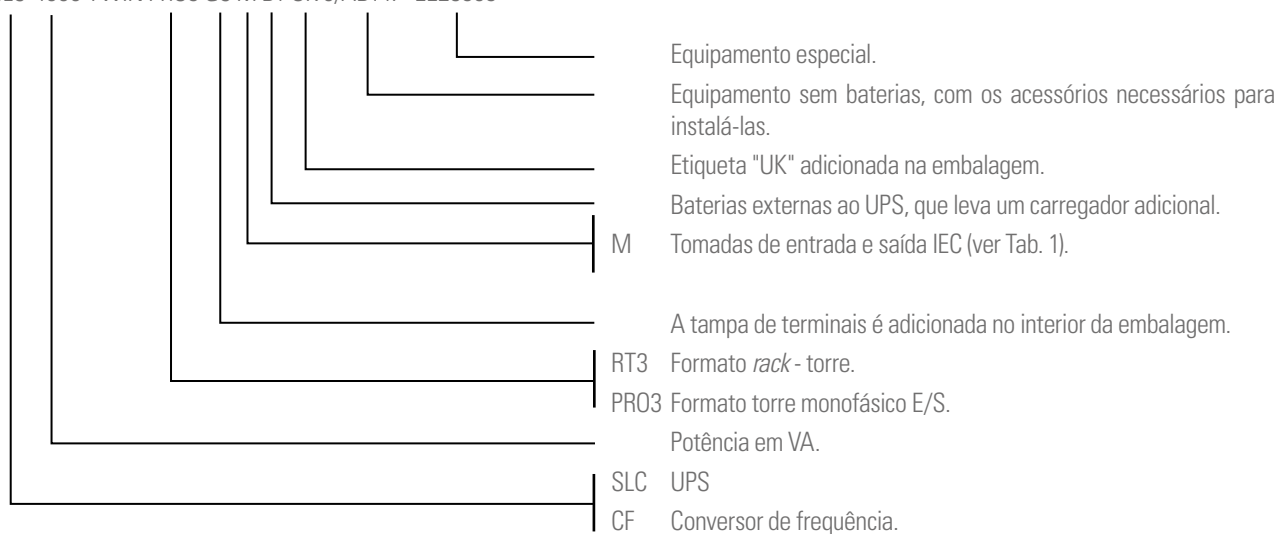 Equipamento especial.
Equipamento sem baterias, com os acessórios necessários para
instalá-las.
Etiqueta "UK" adicionada na embalagem.
Baterias externas ao UPS, que leva um carregador adicional.
M Tomadas de entrada e saída IEC (ver Tab. 1).
A tampa de terminais é adicionada no interior da embalagem.
RT3 Formato rack - torre.
PRO3 Formato torre monofásico E/S.
Potência em VA.
SLC UPS
CF Conversor de frequência.